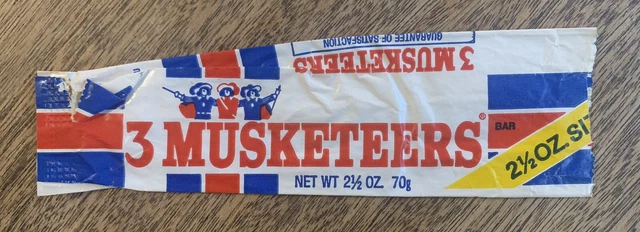 GUARANTEE OF SATISFACTION
3 MUSKETEERS
3 MUSKETEERS®
BAR
2½ OZ. SI
NET WT 2½ OZ. 70g